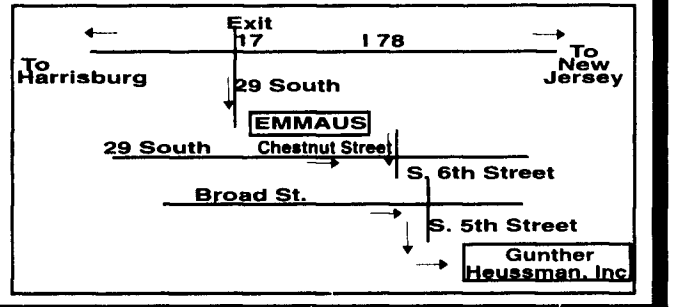 Exit
17
I 78
To
Harrisburg
To
New
Jersey
29 South
EMMAUS
29 South
Chestnut Street
S. 6th Street
Broad St.
S. 5th Street
Gunther
Heussman, Inc